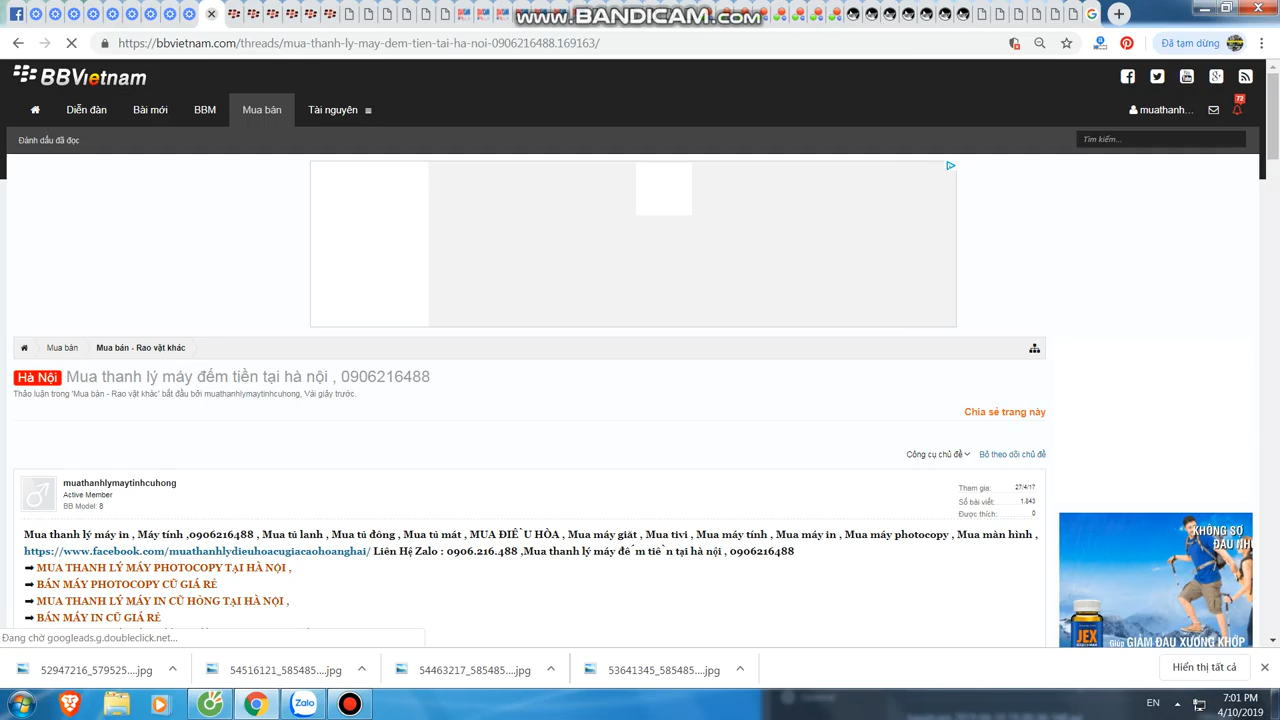 WWW.BANDICAM.COM
https://bbvietnam.com/threads/mua-thanh-ly-may-dem-tien-tai-ha-noi-0906216488.169163/
Đã tạm dừng
BBVietnam
Diễn đàn
Bài mới
BBM
Mua bán
Tài nguyên
muathanh...
72
Đánh dấu đã đọc
Tìm kiếm...
Mua bán
Mua bán - Rao vặt khác
Hà Nội Mua thanh lý máy đếm tiền tại hà nội , 0906216488
Thảo luận trong 'Mua bán - Rao vặt khác' bắt đầu bởi muathanhlymaytinhcuhong, Vài giây trước.
Chia sẻ trang này
Công cụ chủ đề
Bỏ theo dõi chủ đề
muathanhlymaytinhcuhong
Active Member
BB Model: 8
Tham gia: 27/4/17
Số bài viết: 1.843
Được thích: 0
Mua thanh lý máy in , Máy tính ,0906216488 , Mua tủ lanh , Mua tủ đông , Mua tủ mát , MUA ĐIỀU HÒA , Mua máy giát , Mua tivi , Mua máy tính , Mua máy in , Mua máy photocopy , Mua màn hình ,
https://www.facebook.com/muathanhlydieuhoacugiacaohoanghai/ Liên Hệ Zalo : 0906.216.488 ,Mua thanh lý máy đếm tiền tại hà nội , 0906216488
➡ MUA THANH LÝ MÁY PHOTOCOPY TẠI HÀ NỘI ,
➡ BÁN MÁY PHOTOCOPY CŨ GIÁ RẺ
➡ MUA THANH LÝ MÁY IN CŨ HỎNG TẠI HÀ NỘI ,
➡ BÁN MÁY IN CŨ GIÁ RẺ
KHÔNG SỢ
ĐAU NH
JEX
Giúp GIẢM ĐAU XƯƠNG KHỚP
Đang chờ googleads.g.doubleclick.net...
52947216_579525....jpg
54516121_585485....jpg
54463217_585485....jpg
53641345_585485....jpg
Hiển thị tất cả
Zalo
EN
7:01 PM
4/10/2019